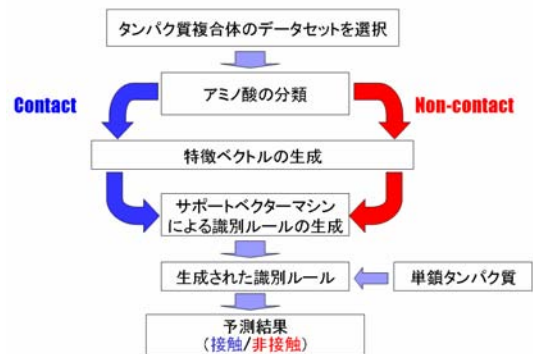 タンパク質複合体のデータセットを選択
アミノ酸の分類
Contact
Non-contact
特徴ベクトルの生成
サポートベクターマシン
による識別ルールの生成
生成された識別ルール
単鎖タンパク質
予測結果
（接触/非接触）